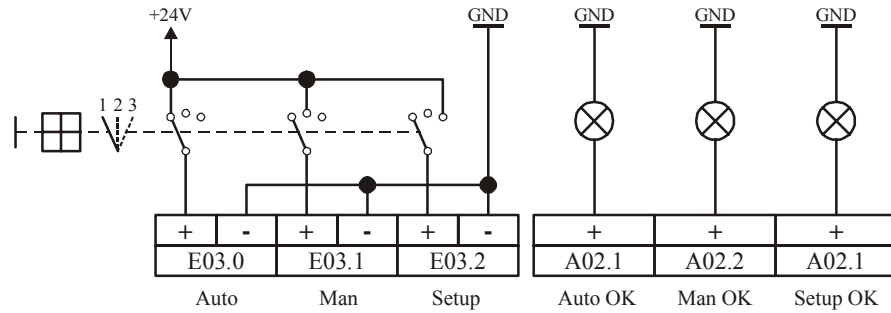 +24V GND GND GND GND
1 2 3
+ - + - + - + + +
E03.0 E03.1 E03.2 A02.1 A02.2 A02.1
Auto Man Setup Auto OK Man OK Setup OK